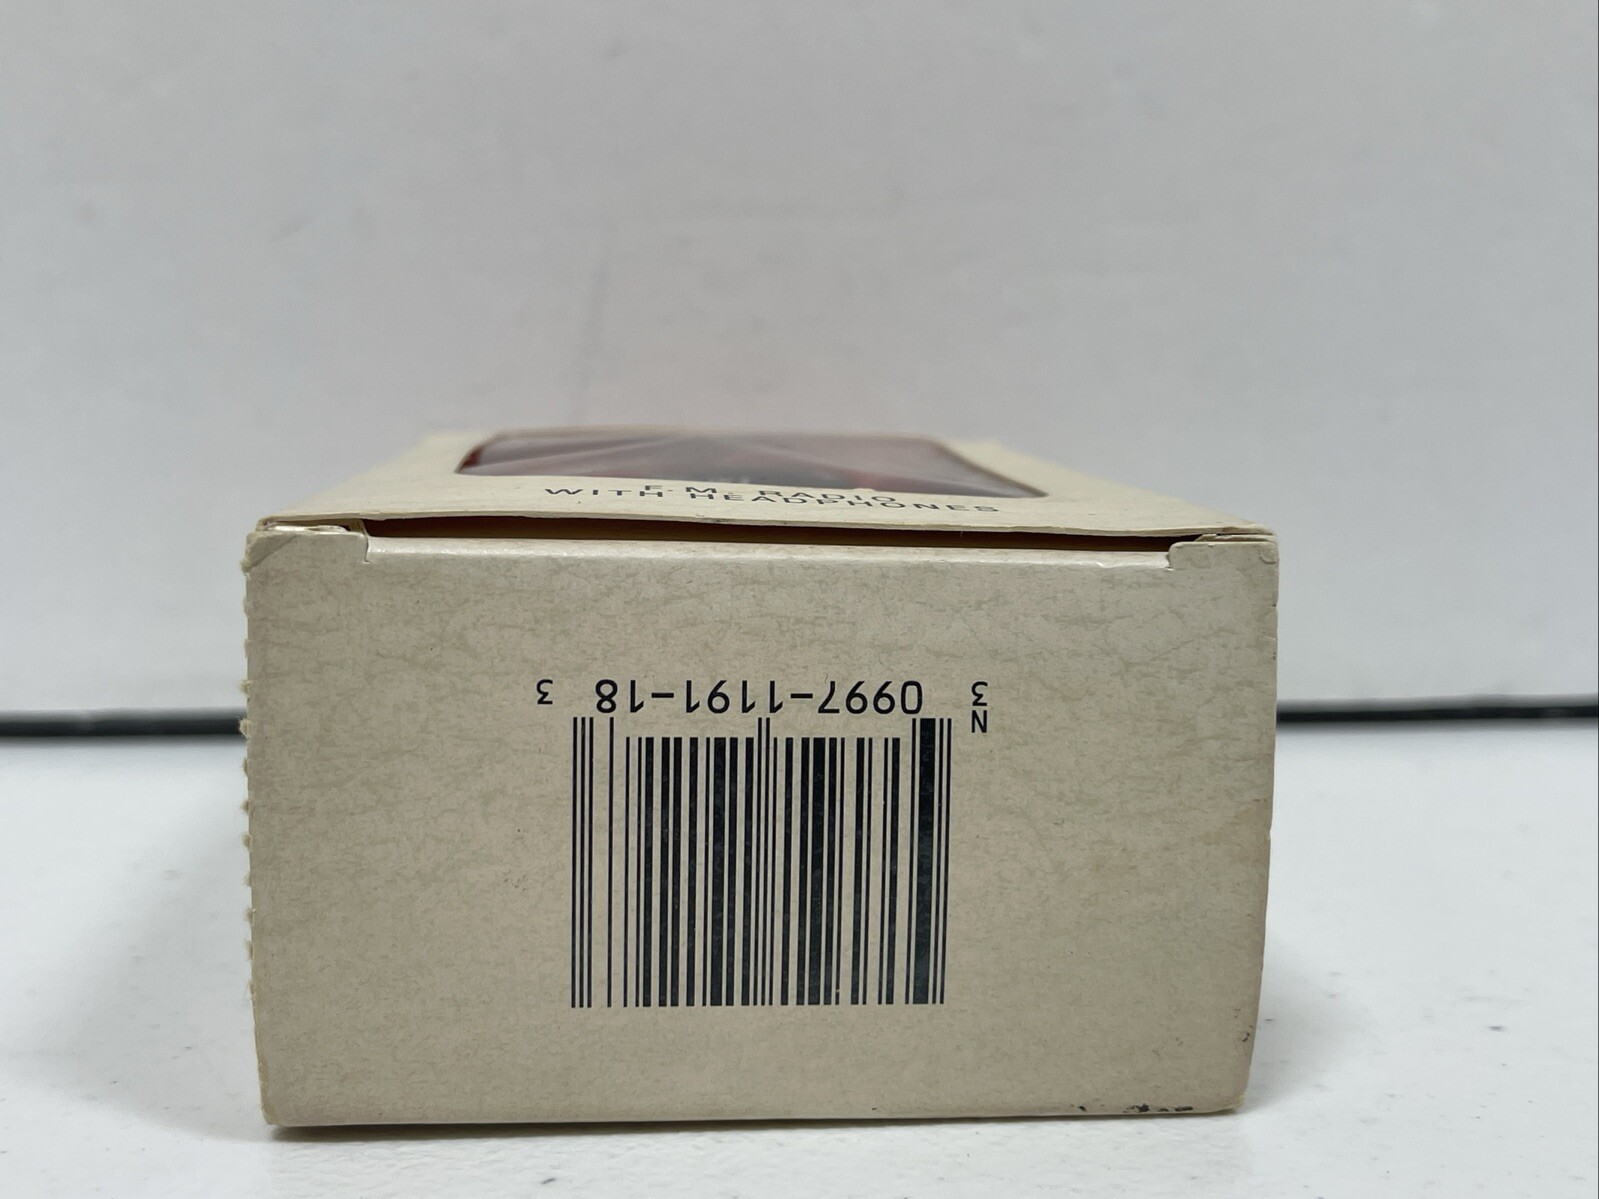 F.M. RADIO
WITH HEADPHONES
N
3 0997-1191-18 3